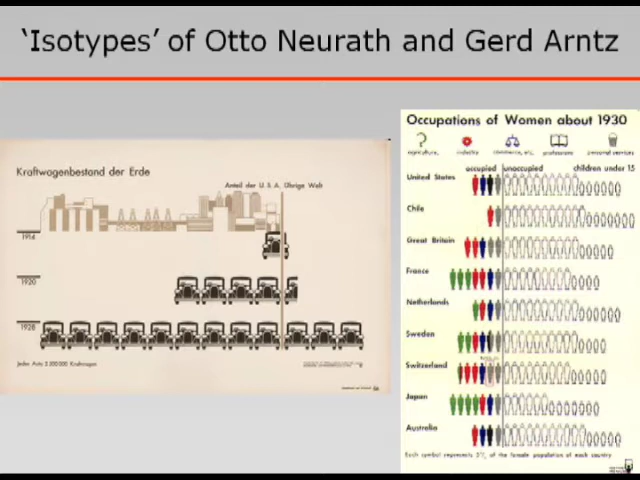 ‘Isotypes’ of Otto Neurath and Gerd Arntz
Kraftwagenbestand der Erde
Anteil der U. S. A. Übrige Welt
1914
1920
1928
Jedes Auto 2 500 000 Kraftwagen
Occupations of Women about 1930
agriculture, industry commerce, etc. professions personal services
occupied unoccupied children under 15
United States
Chile
Great Britain
France
Netherlands
Sweden
Switzerland
Japan
Australia
Each symbol represents 5% of the female population of each country